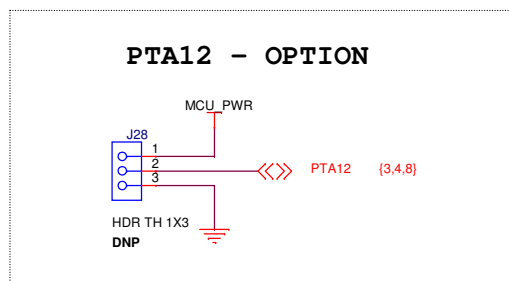 PTA12 - OPTION
MCU_PWR
J28
1
2
3
PTA12 {3,4,8}
HDR TH 1X3
DNP